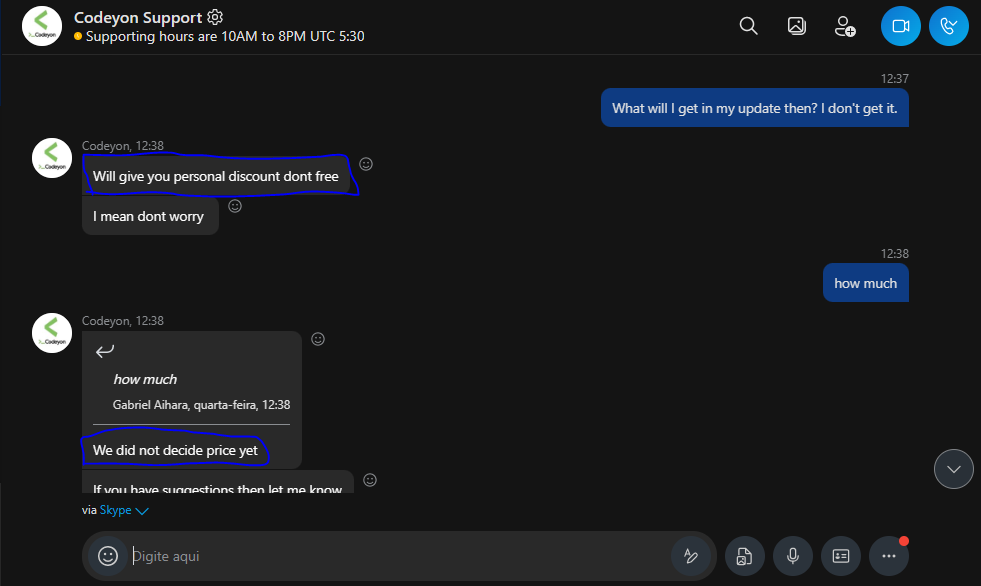 Codeyon Support
Supporting hours are 10AM to 8PM UTC 5:30
12:37
What will I get in my update then? I don't get it.
Codeyon, 12:38
Will give you personal discount dont free
I mean dont worry
12:38
how much
Codeyon, 12:38
how much
Gabriel Aihara, quarta-feira, 12:38
We did not decide price yet
If you have suggestions then let me know
via Skype
Digite aqui